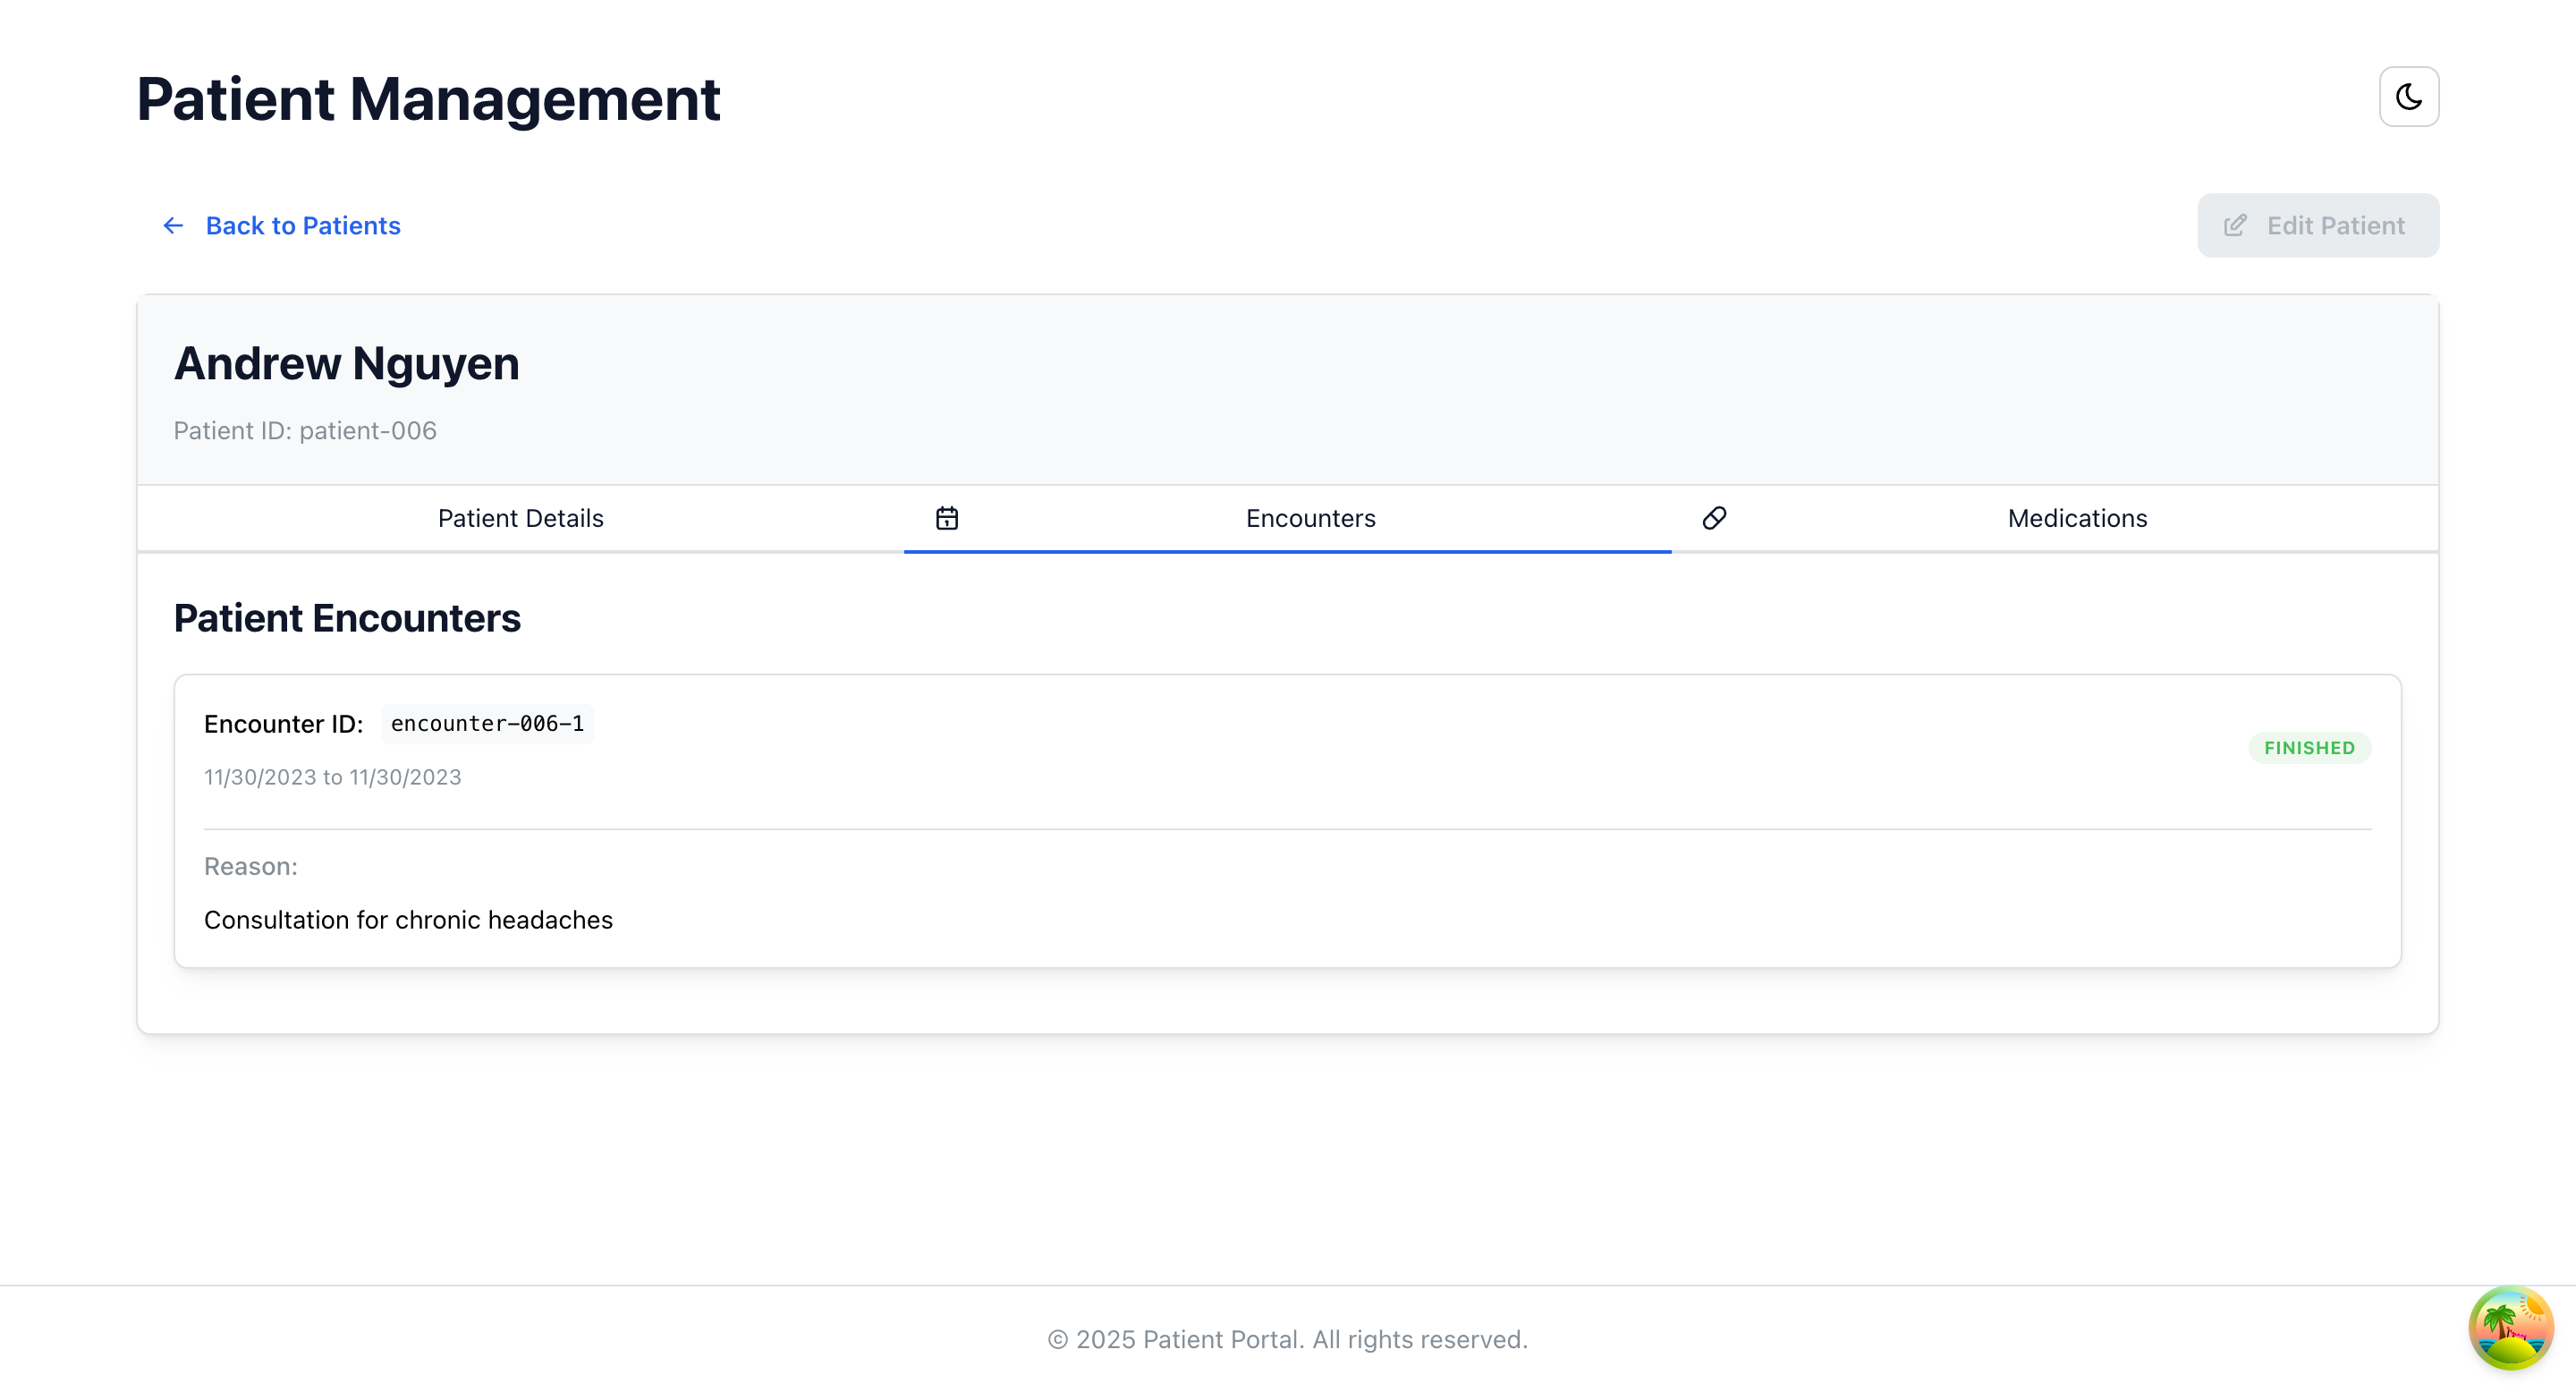 Patient Management
Back to Patients
Edit Patient
Andrew Nguyen
Patient ID: patient-006
Patient Details
Encounters
Medications
Patient Encounters
Encounter ID: encounter-006-1
FINISHED
11/30/2023 to 11/30/2023
Reason:
Consultation for chronic headaches
© 2025 Patient Portal. All rights reserved.